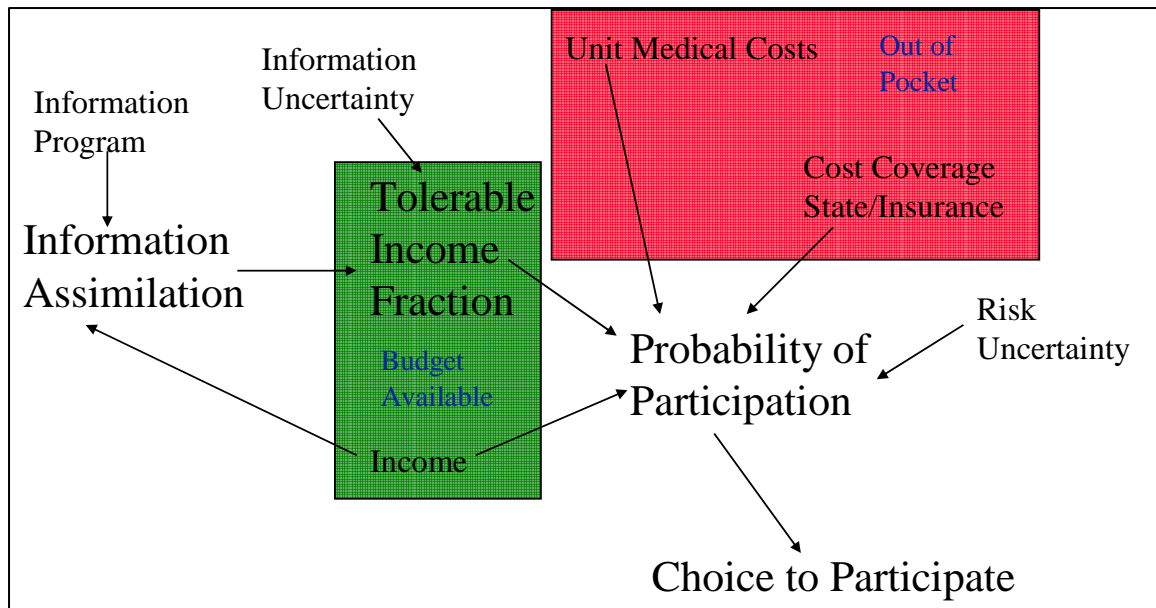 Unit Medical Costs
Out of
Pocket
Information
Uncertainty
Information
Program
Cost Coverage
State/Insurance
Tolerable
Income
Fraction
Information
Assimilation
Risk
Uncertainty
Probability of
Participation
Budget
Available
Income
Choice to Participate